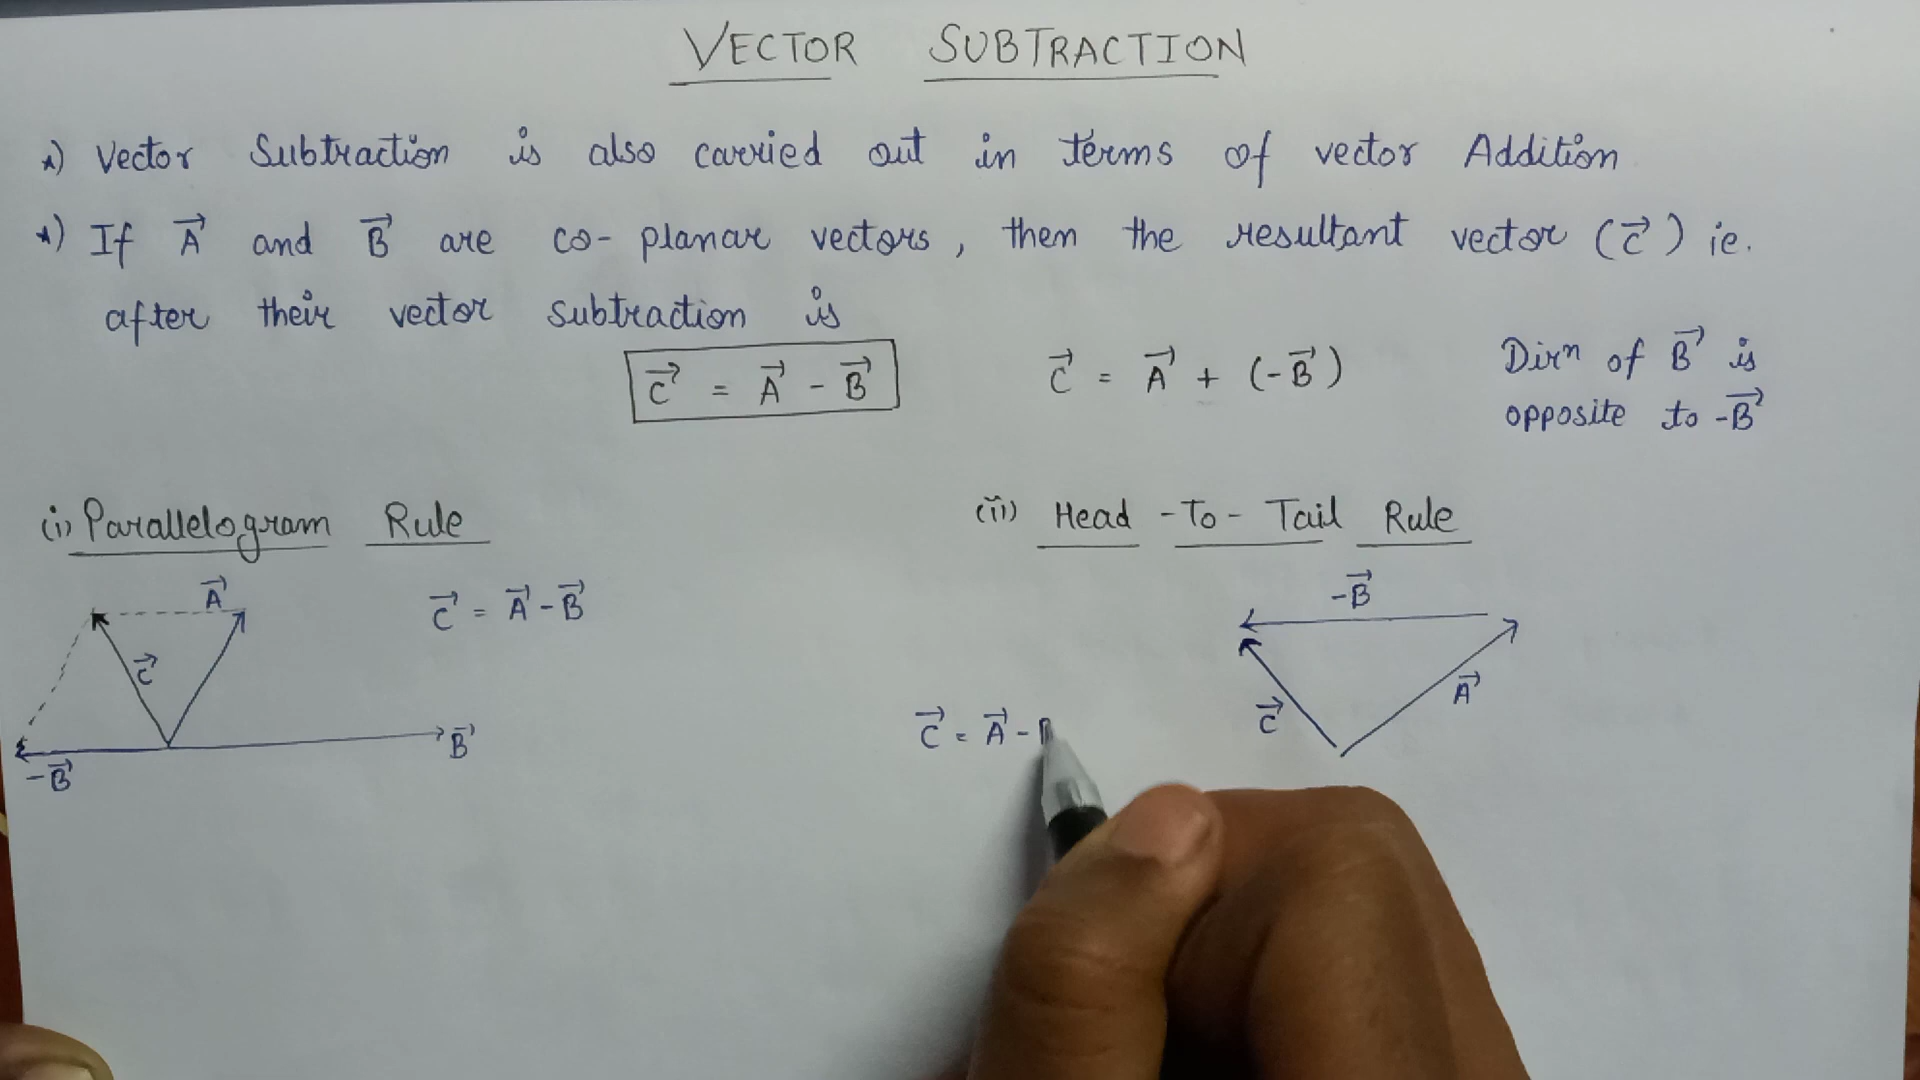 VECTOR SUBTRACTION
*) Vector Subtraction is also carried out in terms of vector Addition
*) If A⃗ and B⃗ are co-planar vectors, then the resultant vector (C⃗) ie.
after their vector subtraction is
C⃗ = A⃗ - B⃗
C⃗ = A⃗ + (-B⃗)
Dirⁿ of B⃗ is
opposite to -B⃗
(i) Parallelogram Rule
A⃗
C⃗ = A⃗ - B⃗
C⃗
B⃗
-B⃗
(ii) Head-To-Tail Rule
-B⃗
A⃗
C⃗
C⃗ = A⃗ -